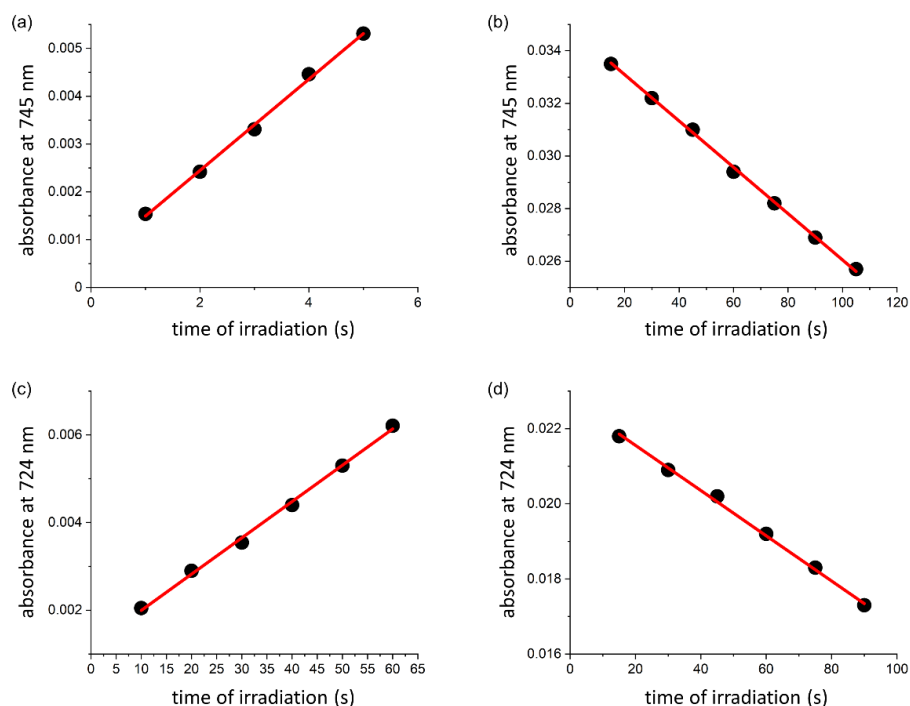 (a)
absorbance at 745 nm
0.005
0.004
0.003
0.002
0.001
0
0 2 4 6
time of irradiation (s)
(b)
absorbance at 745 nm
0.034
0.032
0.030
0.028
0.026
0 20 40 60 80 100 120
time of irradiation (s)
(c)
absorbance at 724 nm
0.006
0.004
0.002
0 5 10 15 20 25 30 35 40 45 50 55 60 65
time of irradiation (s)
(d)
absorbance at 724 nm
0.022
0.020
0.018
0.016
0 20 40 60 80 100
time of irradiation (s)